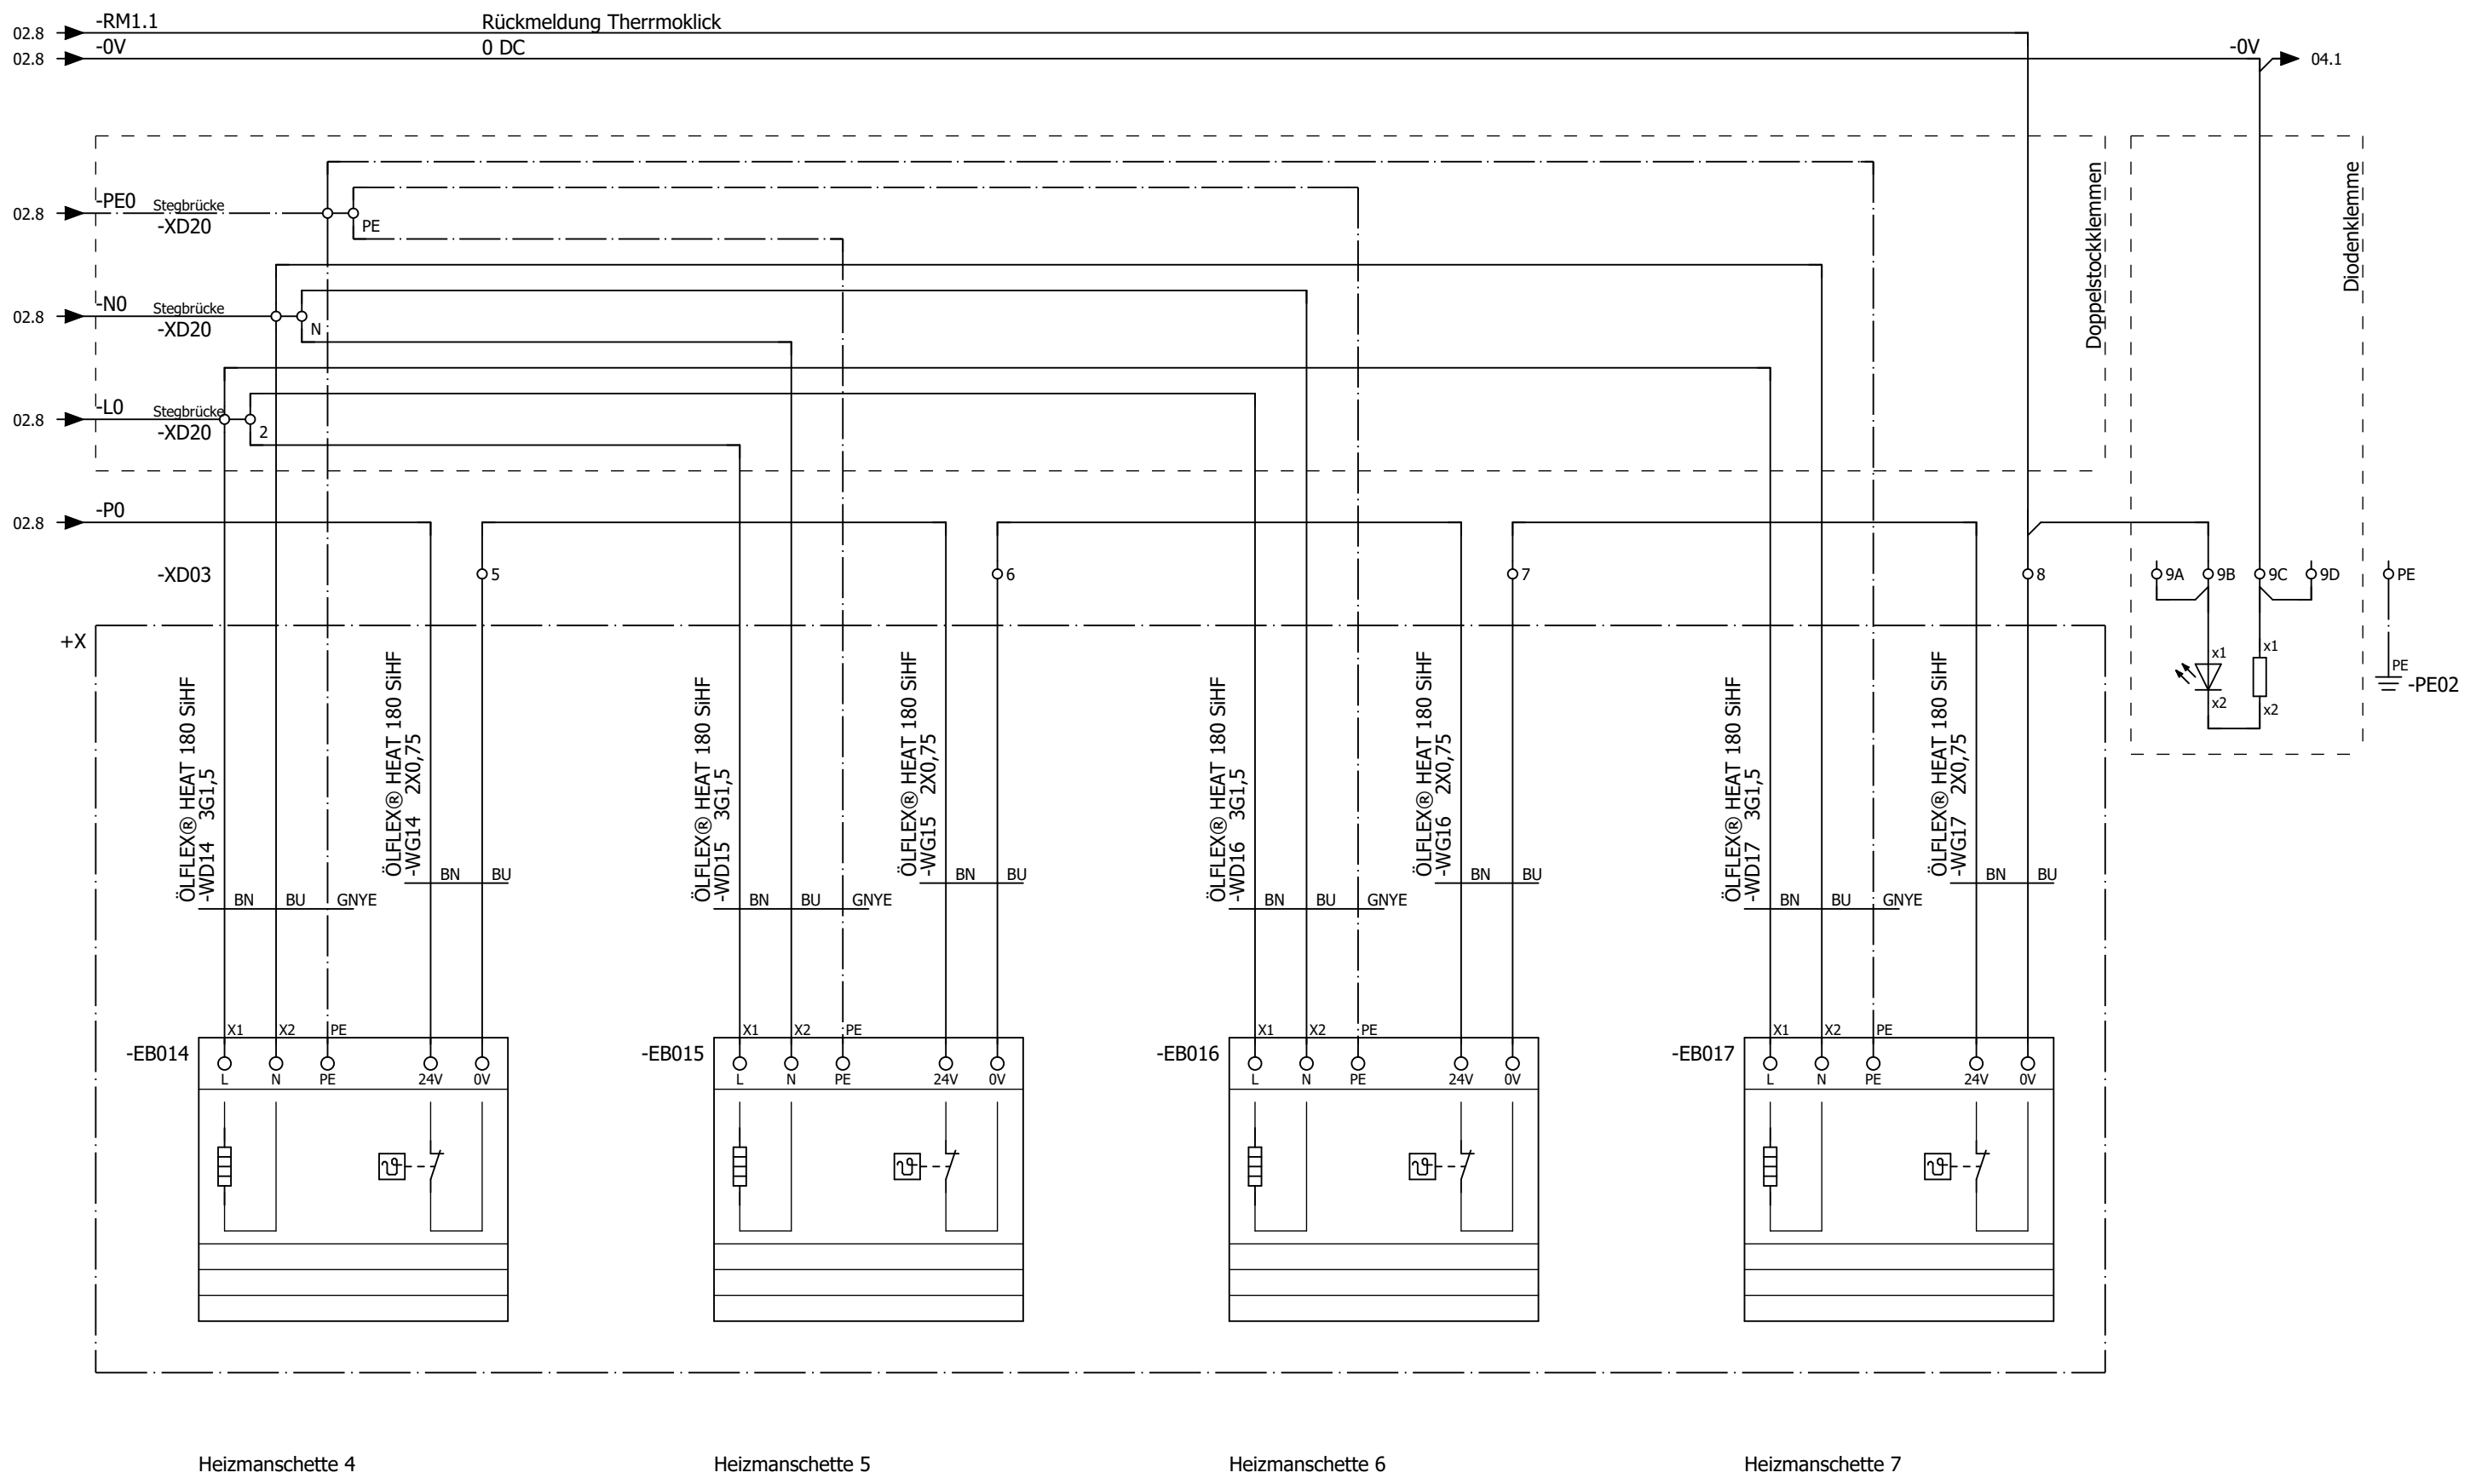 -RM1.1 Rückmeldung Therrmoklick
02.8
-0V 0 DC -0V
02.8 04.1
Doppelstockklemmen
Diodenklemme
-PE0 Stegbrücke
02.8 -XD20 PE
-N0 Stegbrücke
02.8 -XD20 N
-L0 Stegbrücke
02.8 -XD20 2
-P0
02.8
-XD03 5 6 7 8 9A 9B 9C 9D PE
+X
x1 x1
PE
-PE02
x2 x2
ÖLFLEX® HEAT 180 SiHF
-WD14 3G1,5
ÖLFLEX® HEAT 180 SiHF
-WG14 2X0,75
ÖLFLEX® HEAT 180 SiHF
-WD15 3G1,5
ÖLFLEX® HEAT 180 SiHF
-WG15 2X0,75
ÖLFLEX® HEAT 180 SiHF
-WD16 3G1,5
ÖLFLEX® HEAT 180 SiHF
-WG16 2X0,75
ÖLFLEX® HEAT 180 SiHF
-WD17 3G1,5
ÖLFLEX® HEAT 180 SiHF
-WG17 2X0,75
BN BU BN BU BN BU BN BU
BN BU GNYE BN BU GNYE BN BU GNYE BN BU GNYE
X1 X2 PE X1 X2 PE X1 X2 PE X1 X2 PE
-EB014 -EB015 -EB016 -EB017
L N PE 24V 0V L N PE 24V 0V L N PE 24V 0V L N PE 24V 0V
ϑ ϑ ϑ ϑ
Heizmanschette 4 Heizmanschette 5 Heizmanschette 6 Heizmanschette 7